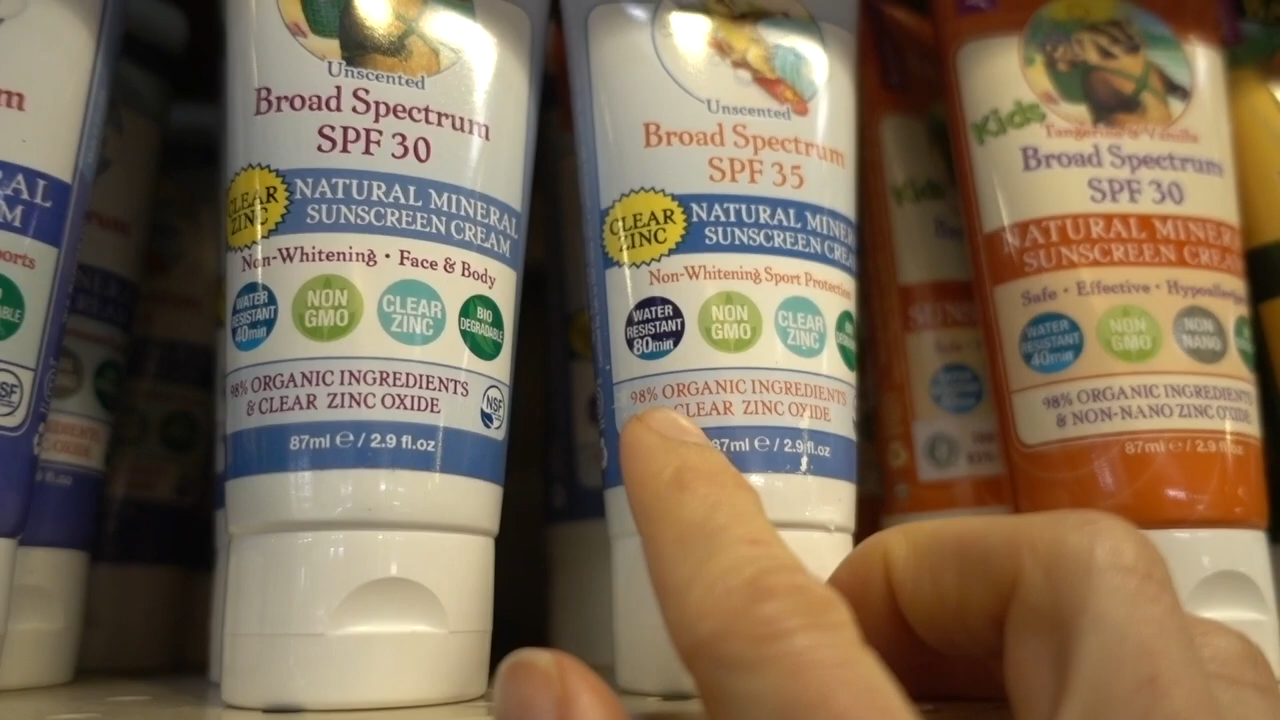 Unscented
Broad Spectrum
SPF 30
CLEAR
ZINC
NATURAL MINERAL
SUNSCREEN CREAM
Non-Whitening • Face & Body
WATER
RESISTANT
40min
NON
GMO
CLEAR
ZINC
BIO
DEGRADABLE
98% ORGANIC INGREDIENTS
& CLEAR ZINC OXIDE
NSF
87ml e / 2.9 fl.oz
Unscented
Broad Spectrum
SPF 35
CLEAR
ZINC
NATURAL MINER
SUNSCREEN CREA
Non-Whitening Sport Protection
WATER
RESISTANT
80min
NON
GMO
CLEAR
ZINC
98% ORGANIC INGREDIENTS
CLEAR ZINC OXIDE
87ml e / 2.9 fl.oz
Kids
Tangerine & Vanilla
Broad Spectrum
SPF 30
NATURAL MINER
SUNSCREEN CREA
Safe • Effective • Hypoallerge
WATER
RESISTANT
40min
NON
GMO
NON
NANO
98% ORGANIC INGREDIENTS
& NON-NANO ZINC OXIDE
87ml e / 2.9 fl.oz